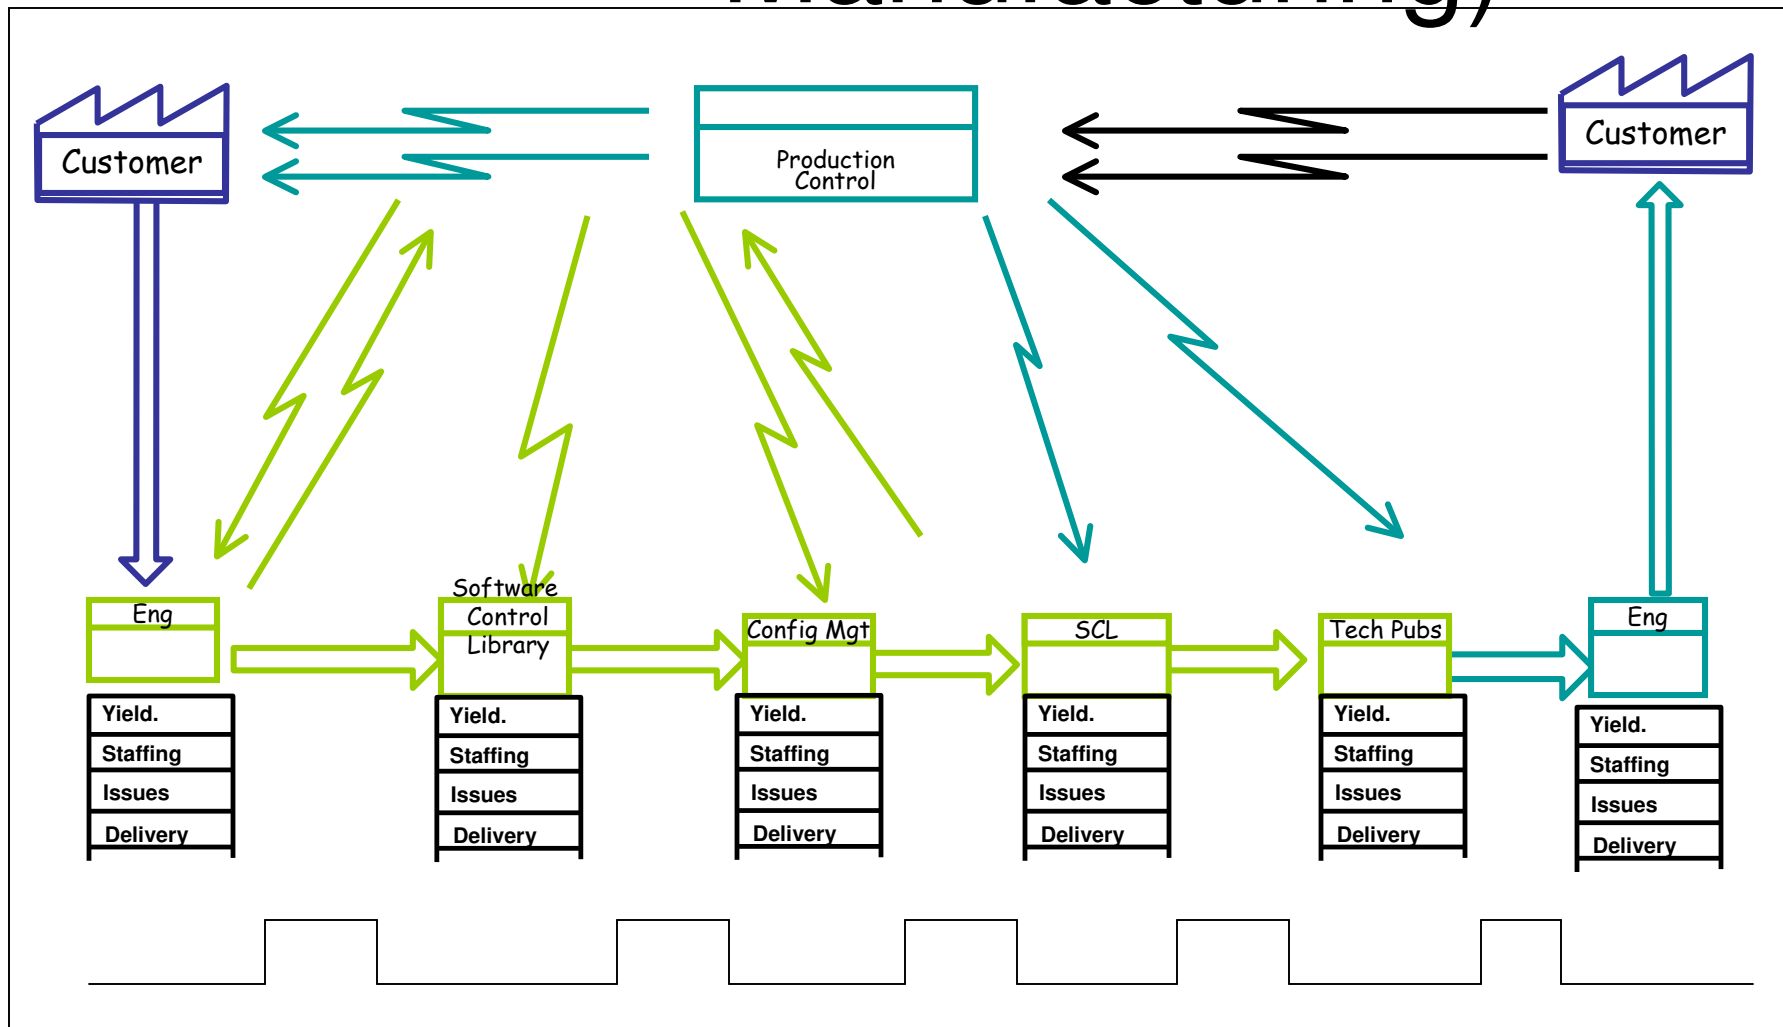 Manufacturing)
Customer
Production
Control
Customer
Eng
Software
Control
Library
Config Mgt
SCL
Tech Pubs
Eng
Yield.
Staffing
Issues
Delivery
Yield.
Staffing
Issues
Delivery
Yield.
Staffing
Issues
Delivery
Yield.
Staffing
Issues
Delivery
Yield.
Staffing
Issues
Delivery
Yield.
Staffing
Issues
Delivery